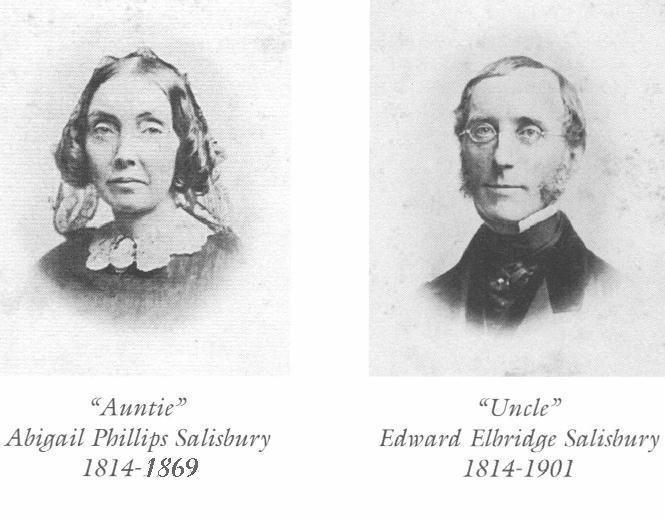 “Auntie”
Abigail Phillips Salisbury
1814-1869
“Uncle”
Edward Elbridge Salisbury
1814-1901